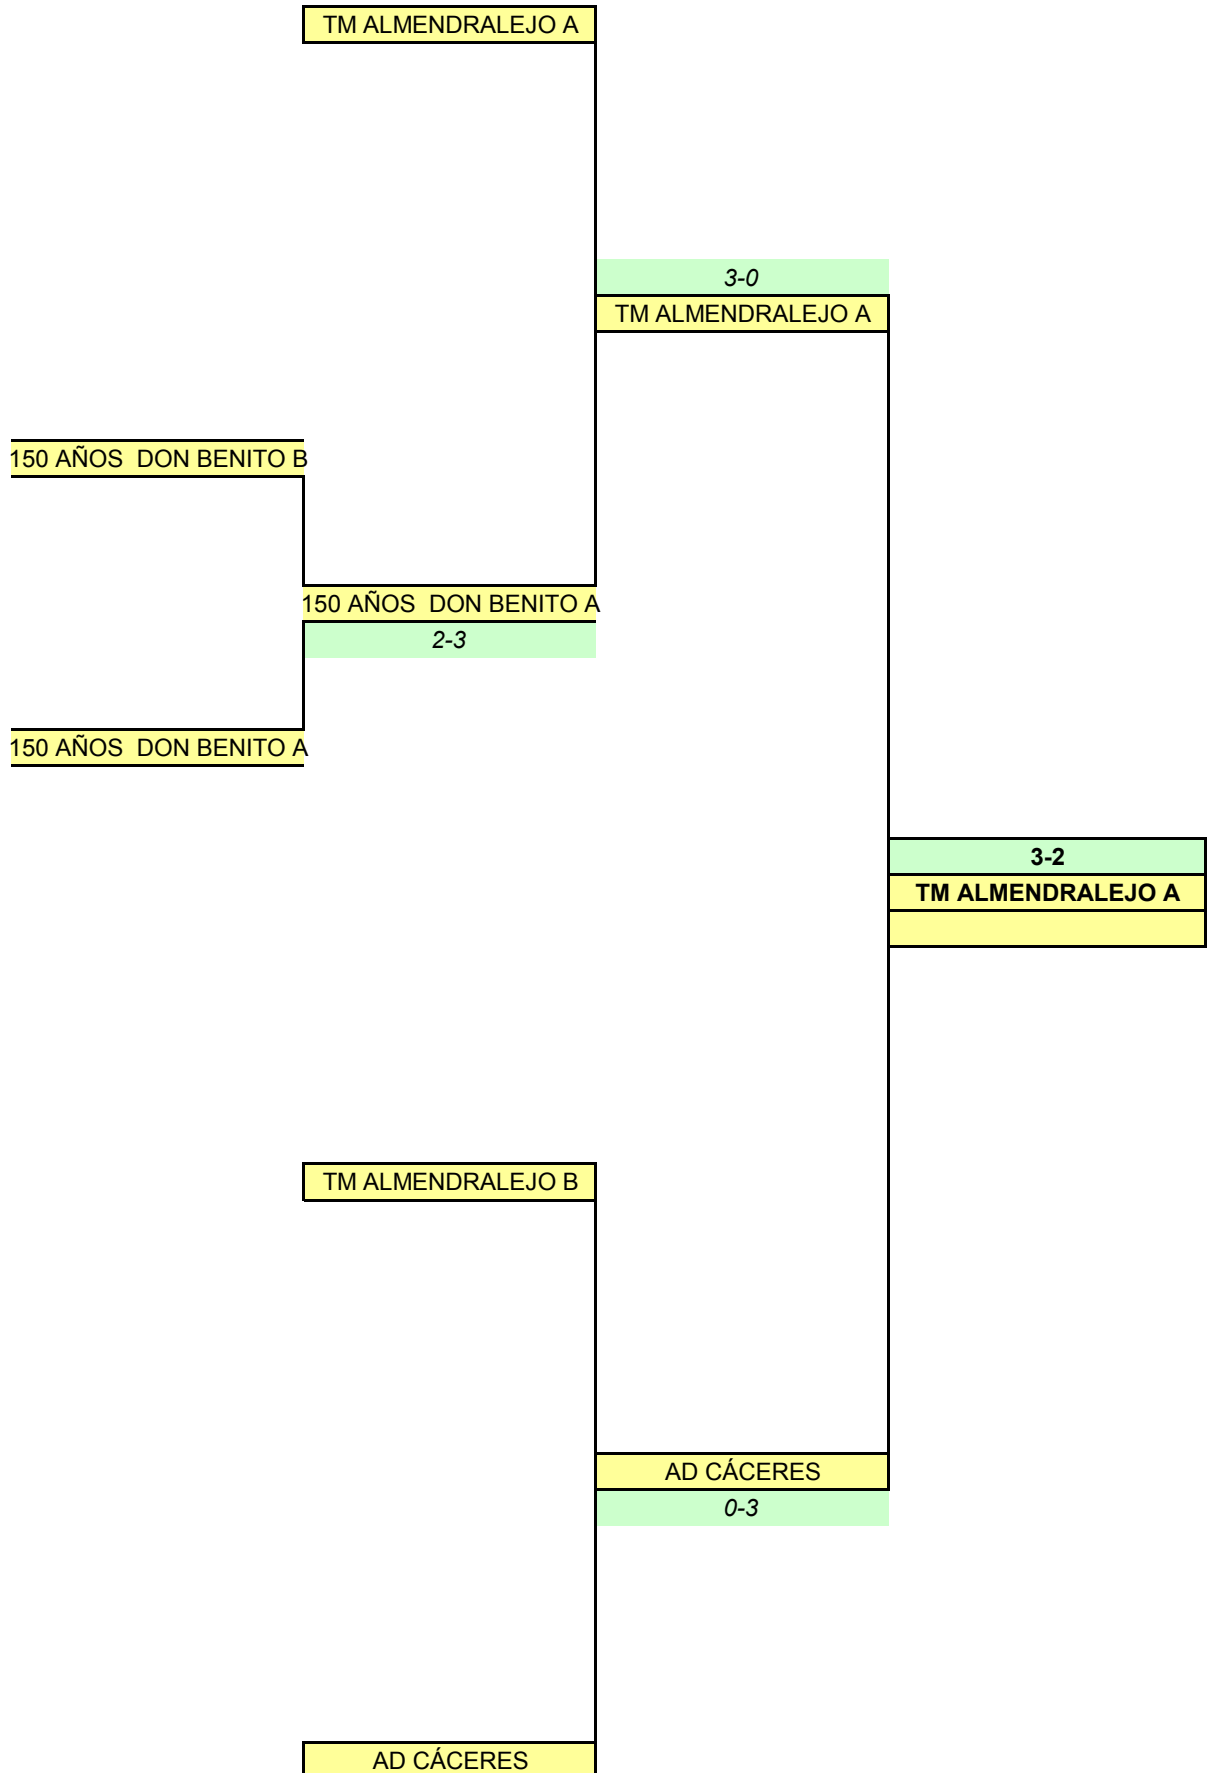 TM ALMENDRALEJO A
3-0
TM ALMENDRALEJO A
150 AÑOS  DON BENITO B
150 AÑOS  DON BENITO A
2-3
150 AÑOS  DON BENITO A
3-2
TM ALMENDRALEJO A
TM ALMENDRALEJO B
AD CÁCERES
0-3
AD CÁCERES